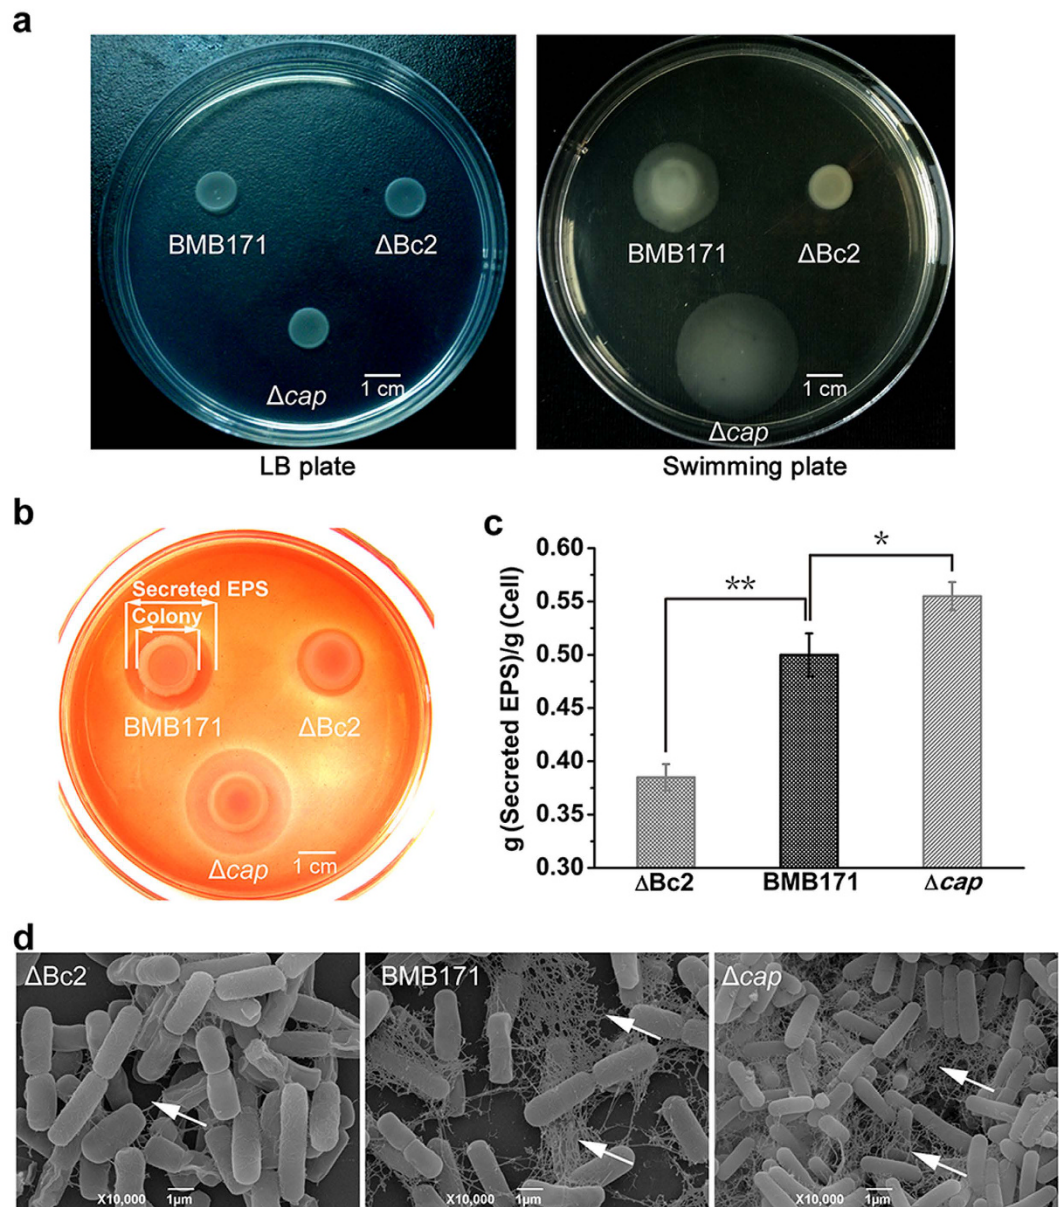 a
BMB171
ΔBc2
Δcap
1 cm
LB plate
BMB171
ΔBc2
1 cm
Δcap
Swimming plate
b
Secreted EPS
Colony
BMB171
ΔBc2
Δcap
1 cm
c
g (Secreted EPS)/g (Cell)
0.60
0.55
0.50
0.45
0.40
0.35
0.30
**
*
ΔBc2
BMB171
Δcap
d
ΔBc2
X10,000 1µm
BMB171
X10,000 1µm
Δcap
X10,000 1µm